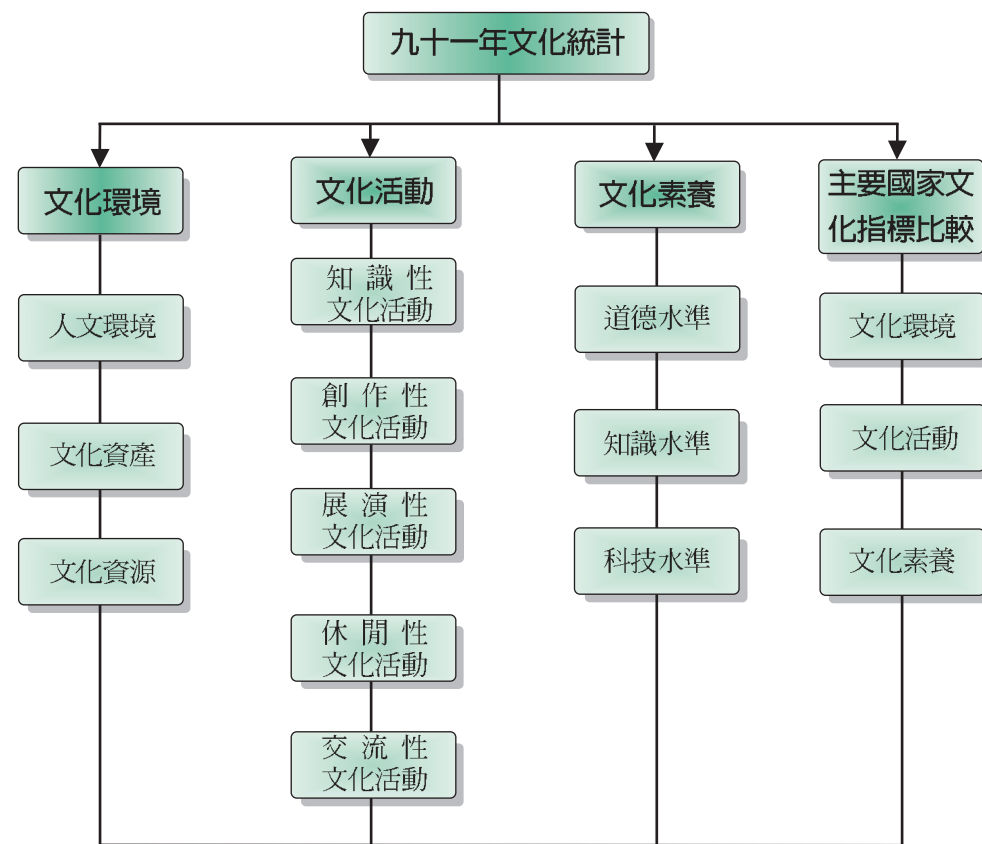 九十一年文化統計
文化環境
人文環境
文化資產
文化資源
文化活動
知識性
文化活動
創作性
文化活動
展演性
文化活動
休閒性
文化活動
交流性
文化活動
文化素養
道德水準
知識水準
科技水準
主要國家文
化指標比較
文化環境
文化活動
文化素養